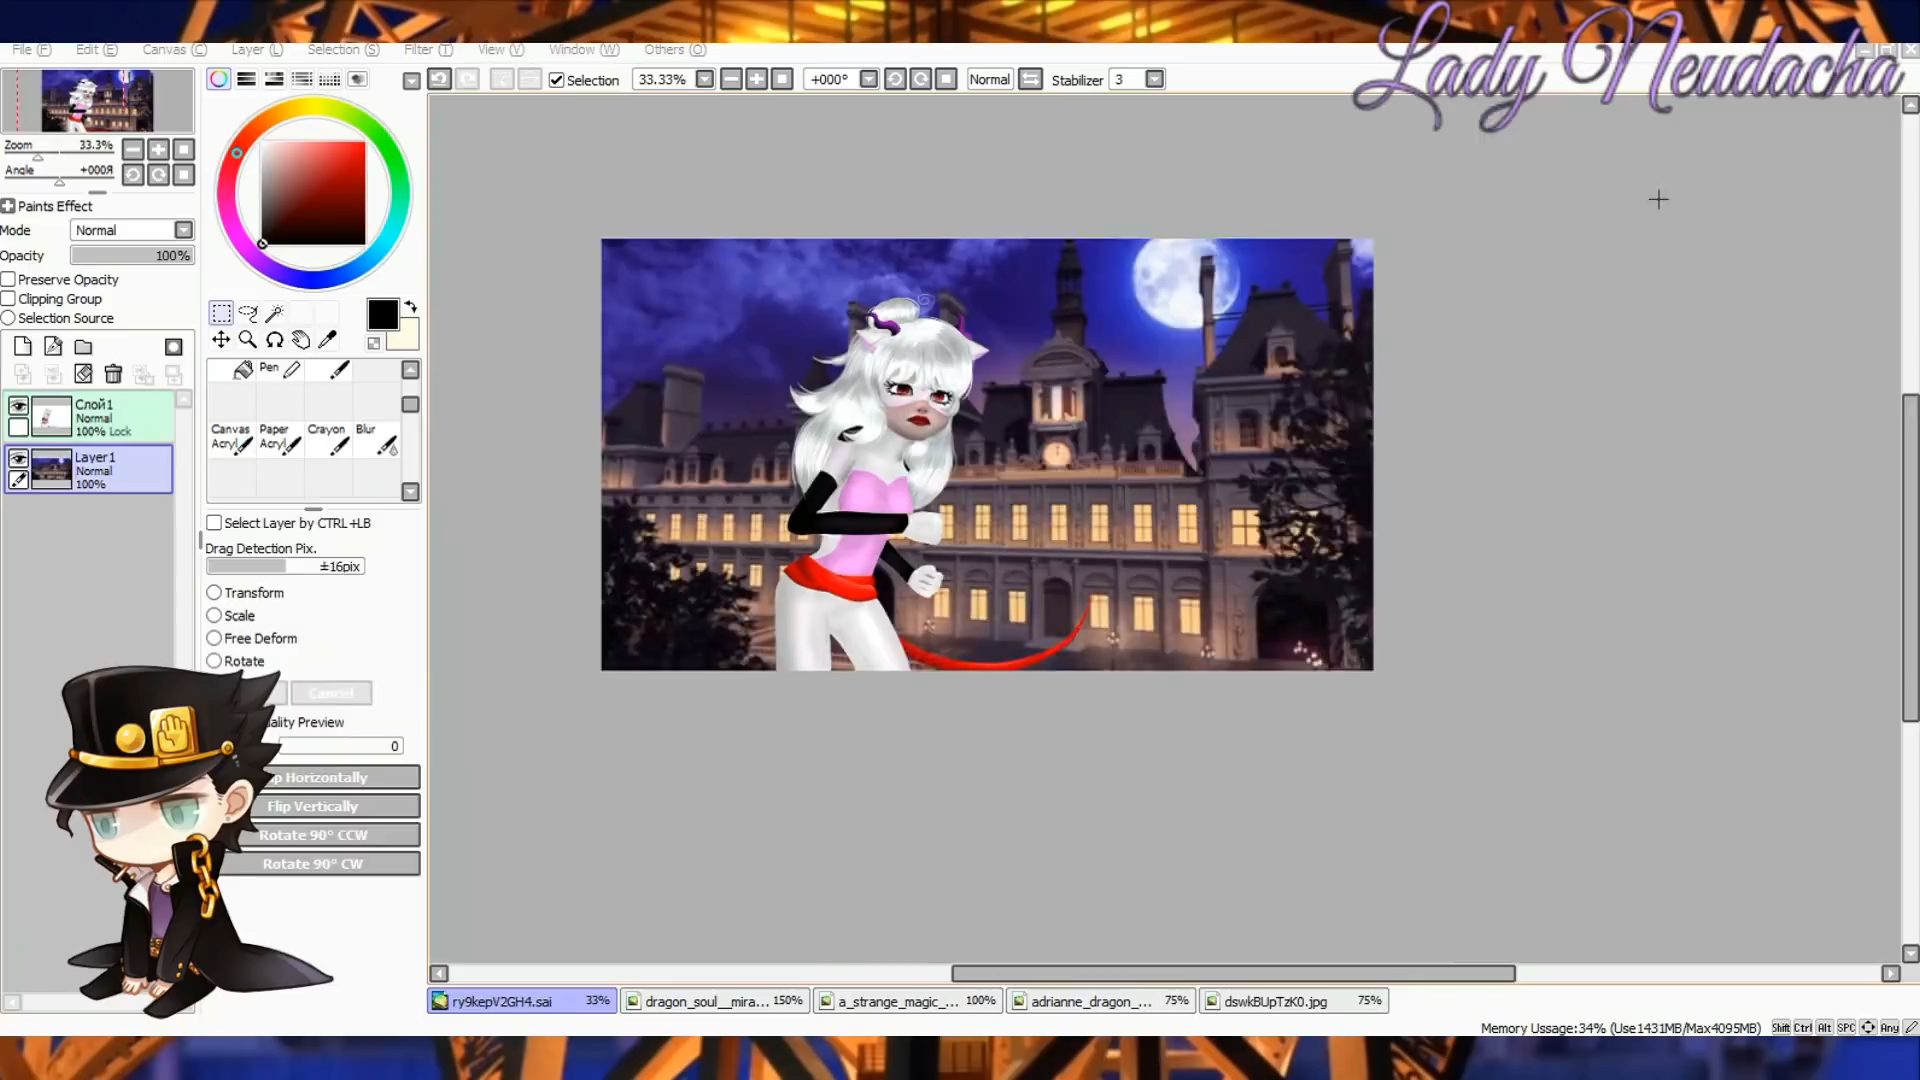 Lady Neudacha
File (F) Edit (E) Canvas (C) Layer (L) Selection (S) Filter (T) View (V) Window (W) Others (O)
Selection 33.33% +000° Normal Stabilizer 3
Zoom 33.3%
Angle +000Я
Paints Effect
Mode Normal
Opacity 100%
Preserve Opacity
Clipping Group
Selection Source
Слой1
Normal
100% Lock
Layer1
Normal
100%
Pen
Canvas Paper Crayon Blur
Acryl Acryl
Select Layer by CTRL+LB
Drag Detection Pix.
±16pix
Transform
Scale
Free Deform
Rotate
Cancel
ality Preview
0
p Horizontally
Flip Vertically
Rotate 90° CCW
Rotate 90° CW
ry9kepV2GH4.sai 33% dragon_soul__mira... 150% a_strange_magic_... 100% adrianne_dragon_... 75% dswkBUpTzK0.jpg 75%
Memory Ussage:34% (Use1431MB/Max4095MB) Shift Ctrl Alt SPC Any